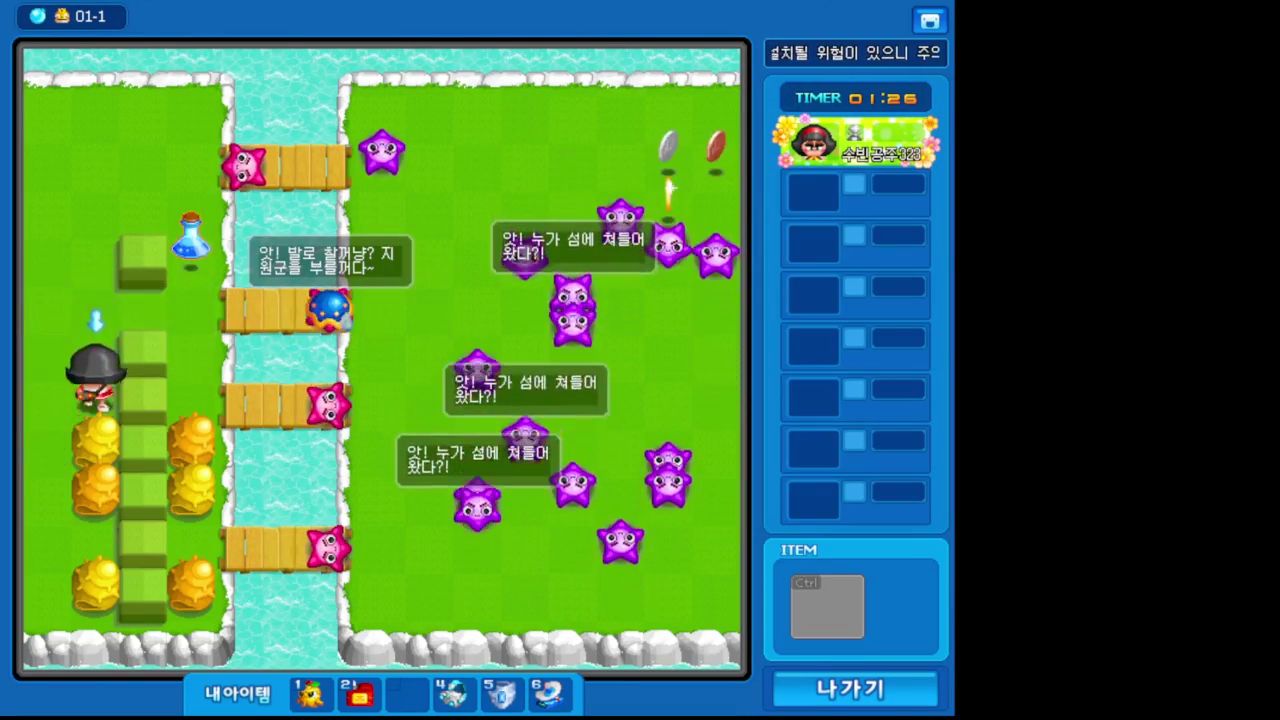 01-1
설치될 위험이 있으니 주으
TIMER 01:26
수빈공주023
앗! 발로 찰꺼냥? 지
원군을 부를꺼다~
앗! 누가 섬에 쳐들어
왔다?!
앗! 누가 섬에 쳐들어
왔다?!
앗! 누가 섬에 쳐들어
왔다?!
ITEM
Ctrl
내아이템
1
2
4
5
6
나가기